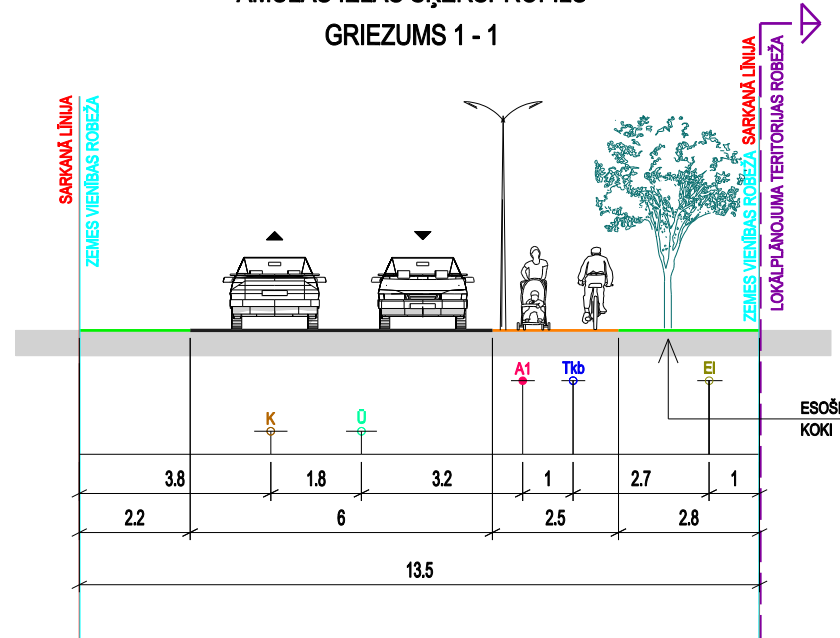 GRIEZUMS 1 - 1
SARKANĀ LĪNIJA
ZEMES VIENĪBAS ROBEŽA
ZEMES VIENĪBAS ROBEŽA SARKANĀ LĪNIJA
LOKĀLPLĀNOJUMA TERITORIJAS ROBEŽA
A1
Tkb
El
K
Ū
KOKI
3.8
1.8
3.2
1
2.7
1
2.2
6
2.5
2.8
13.5